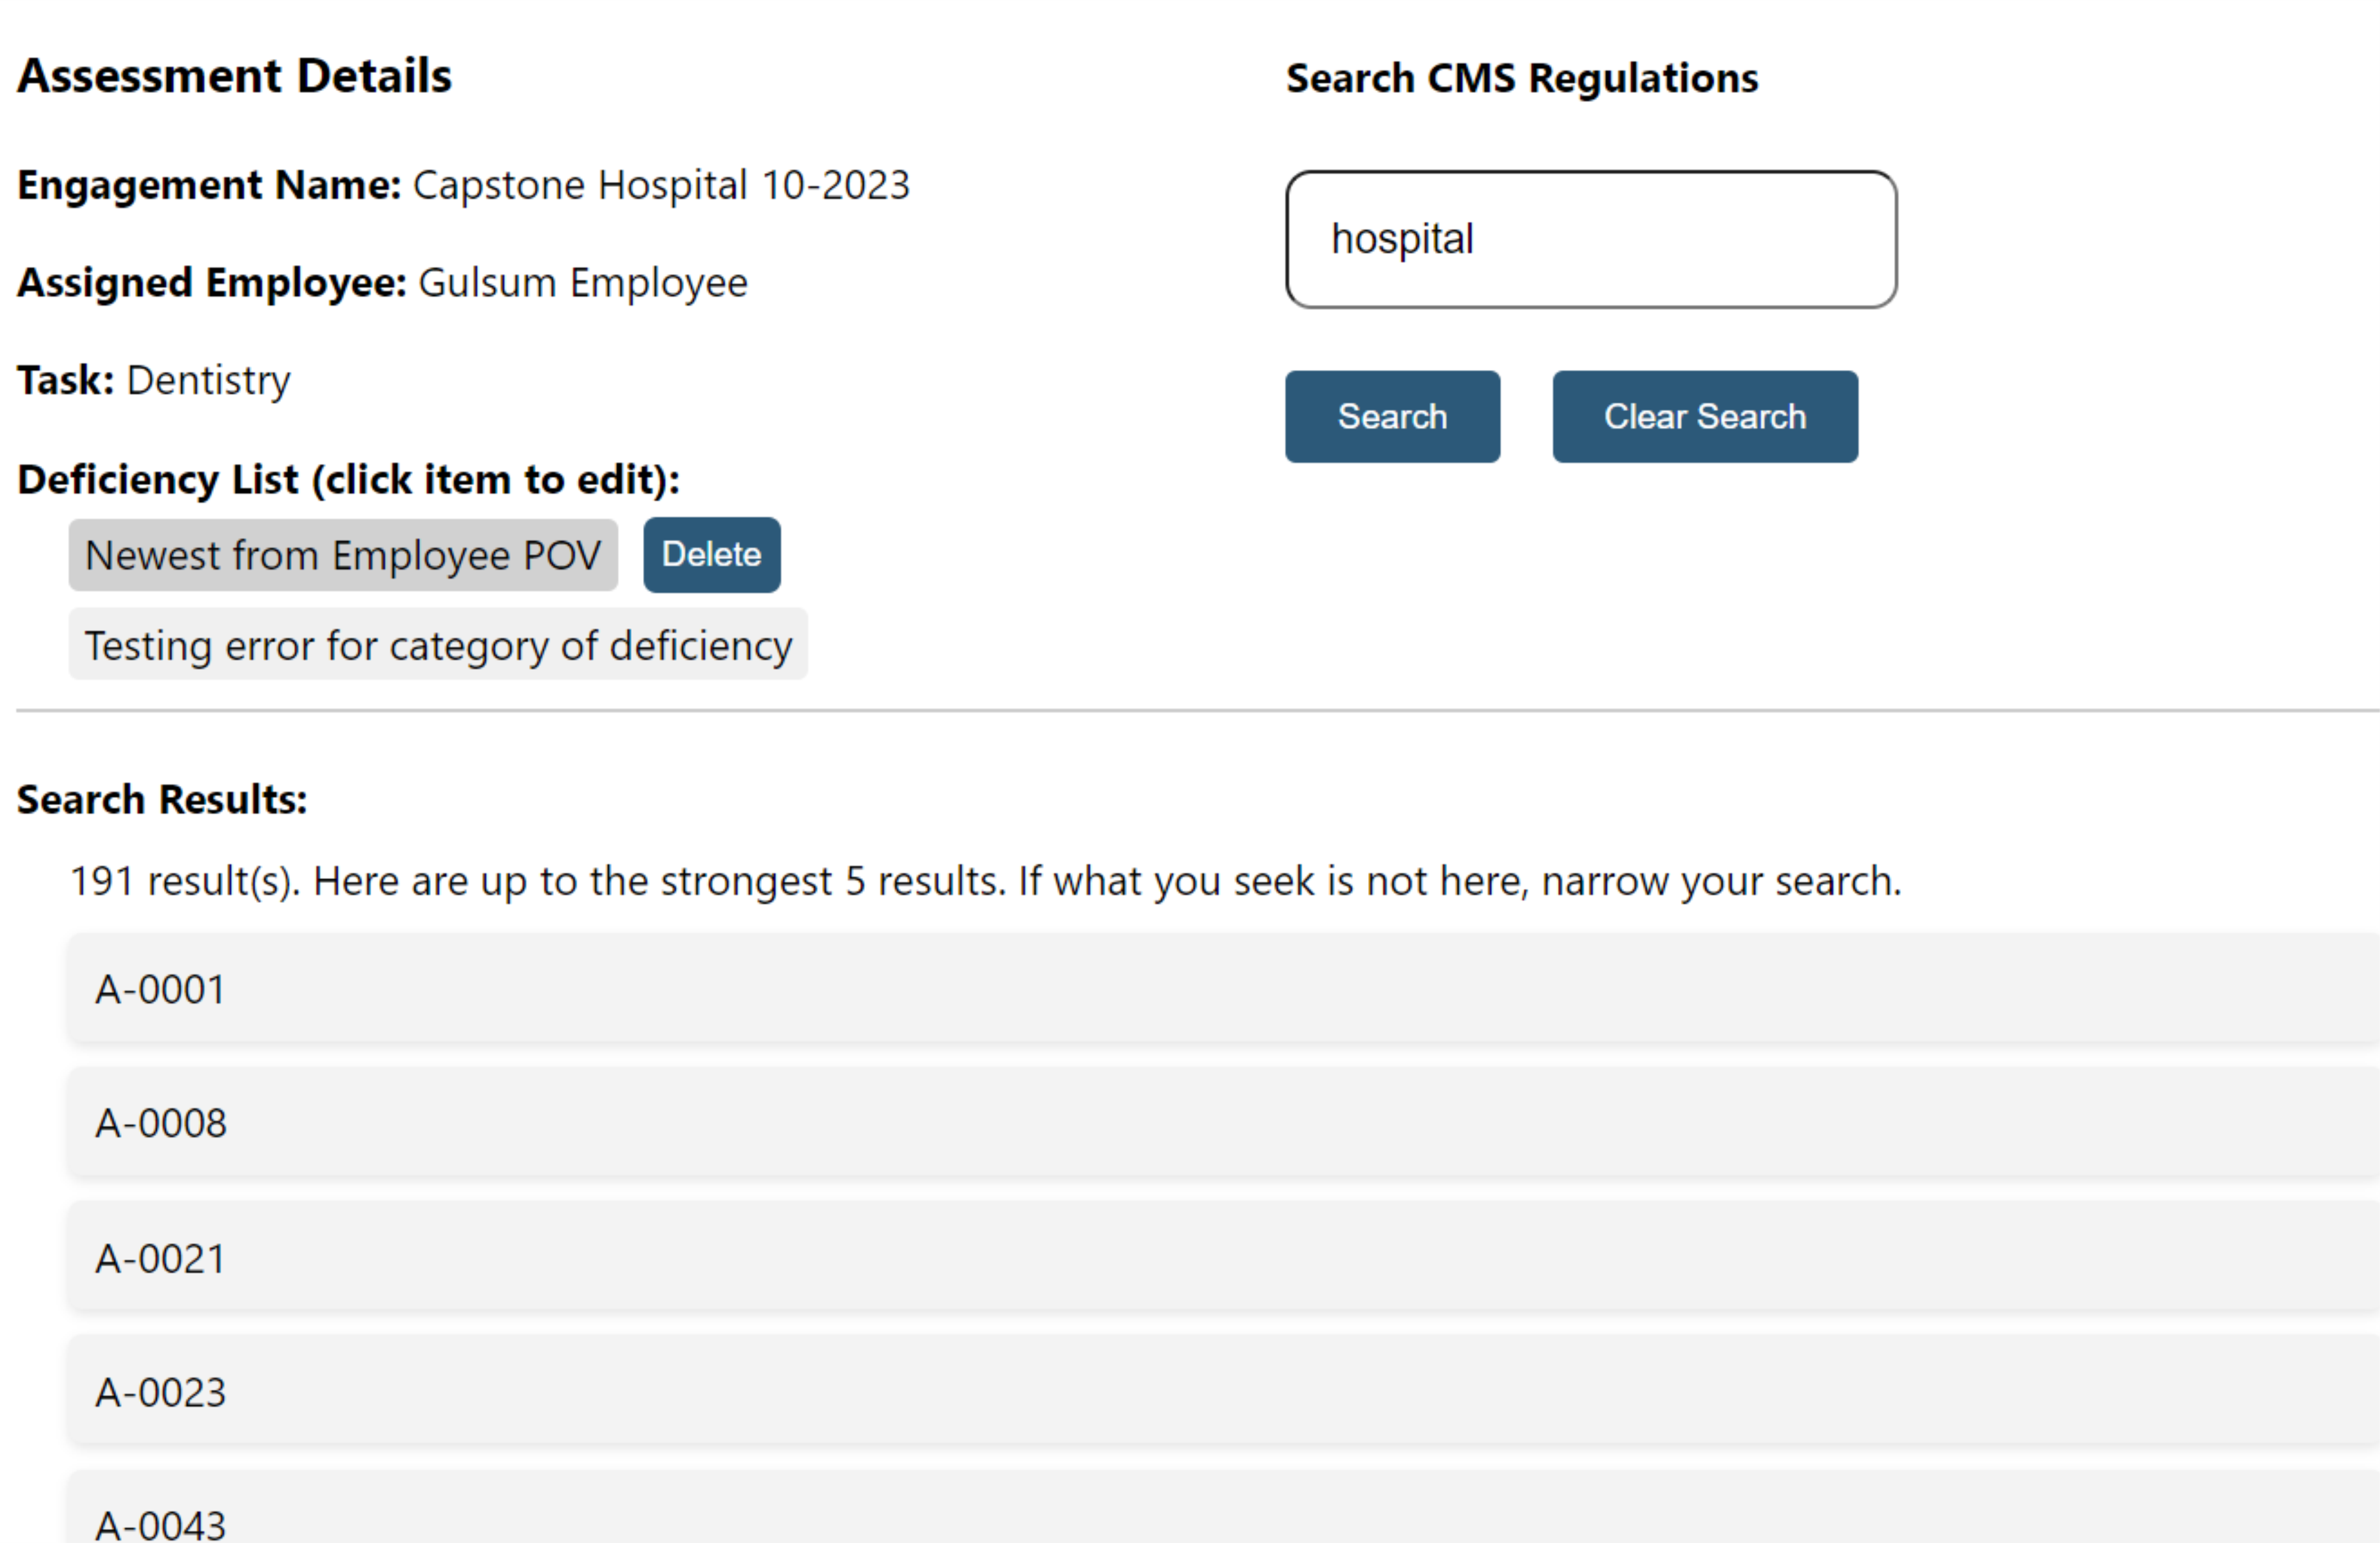 Assessment Details
Engagement Name: Capstone Hospital 10-2023
Assigned Employee: Gulsum Employee
Task: Dentistry
Deficiency List (click item to edit):
Newest from Employee POV
Delete
Testing error for category of deficiency
Search CMS Regulations
hospital
Search
Clear Search
Search Results:
191 result(s). Here are up to the strongest 5 results. If what you seek is not here, narrow your search.
A-0001
A-0008
A-0021
A-0023
A-0043